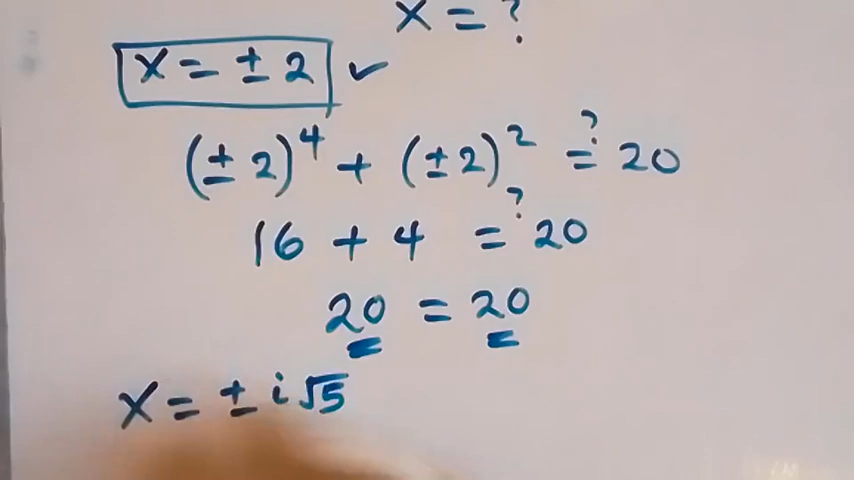 x = ?
x = ± 2 ✓
(± 2)⁴ + (± 2)² ?= 20
16 + 4 ?= 20
20 = 20
x = ± i √5